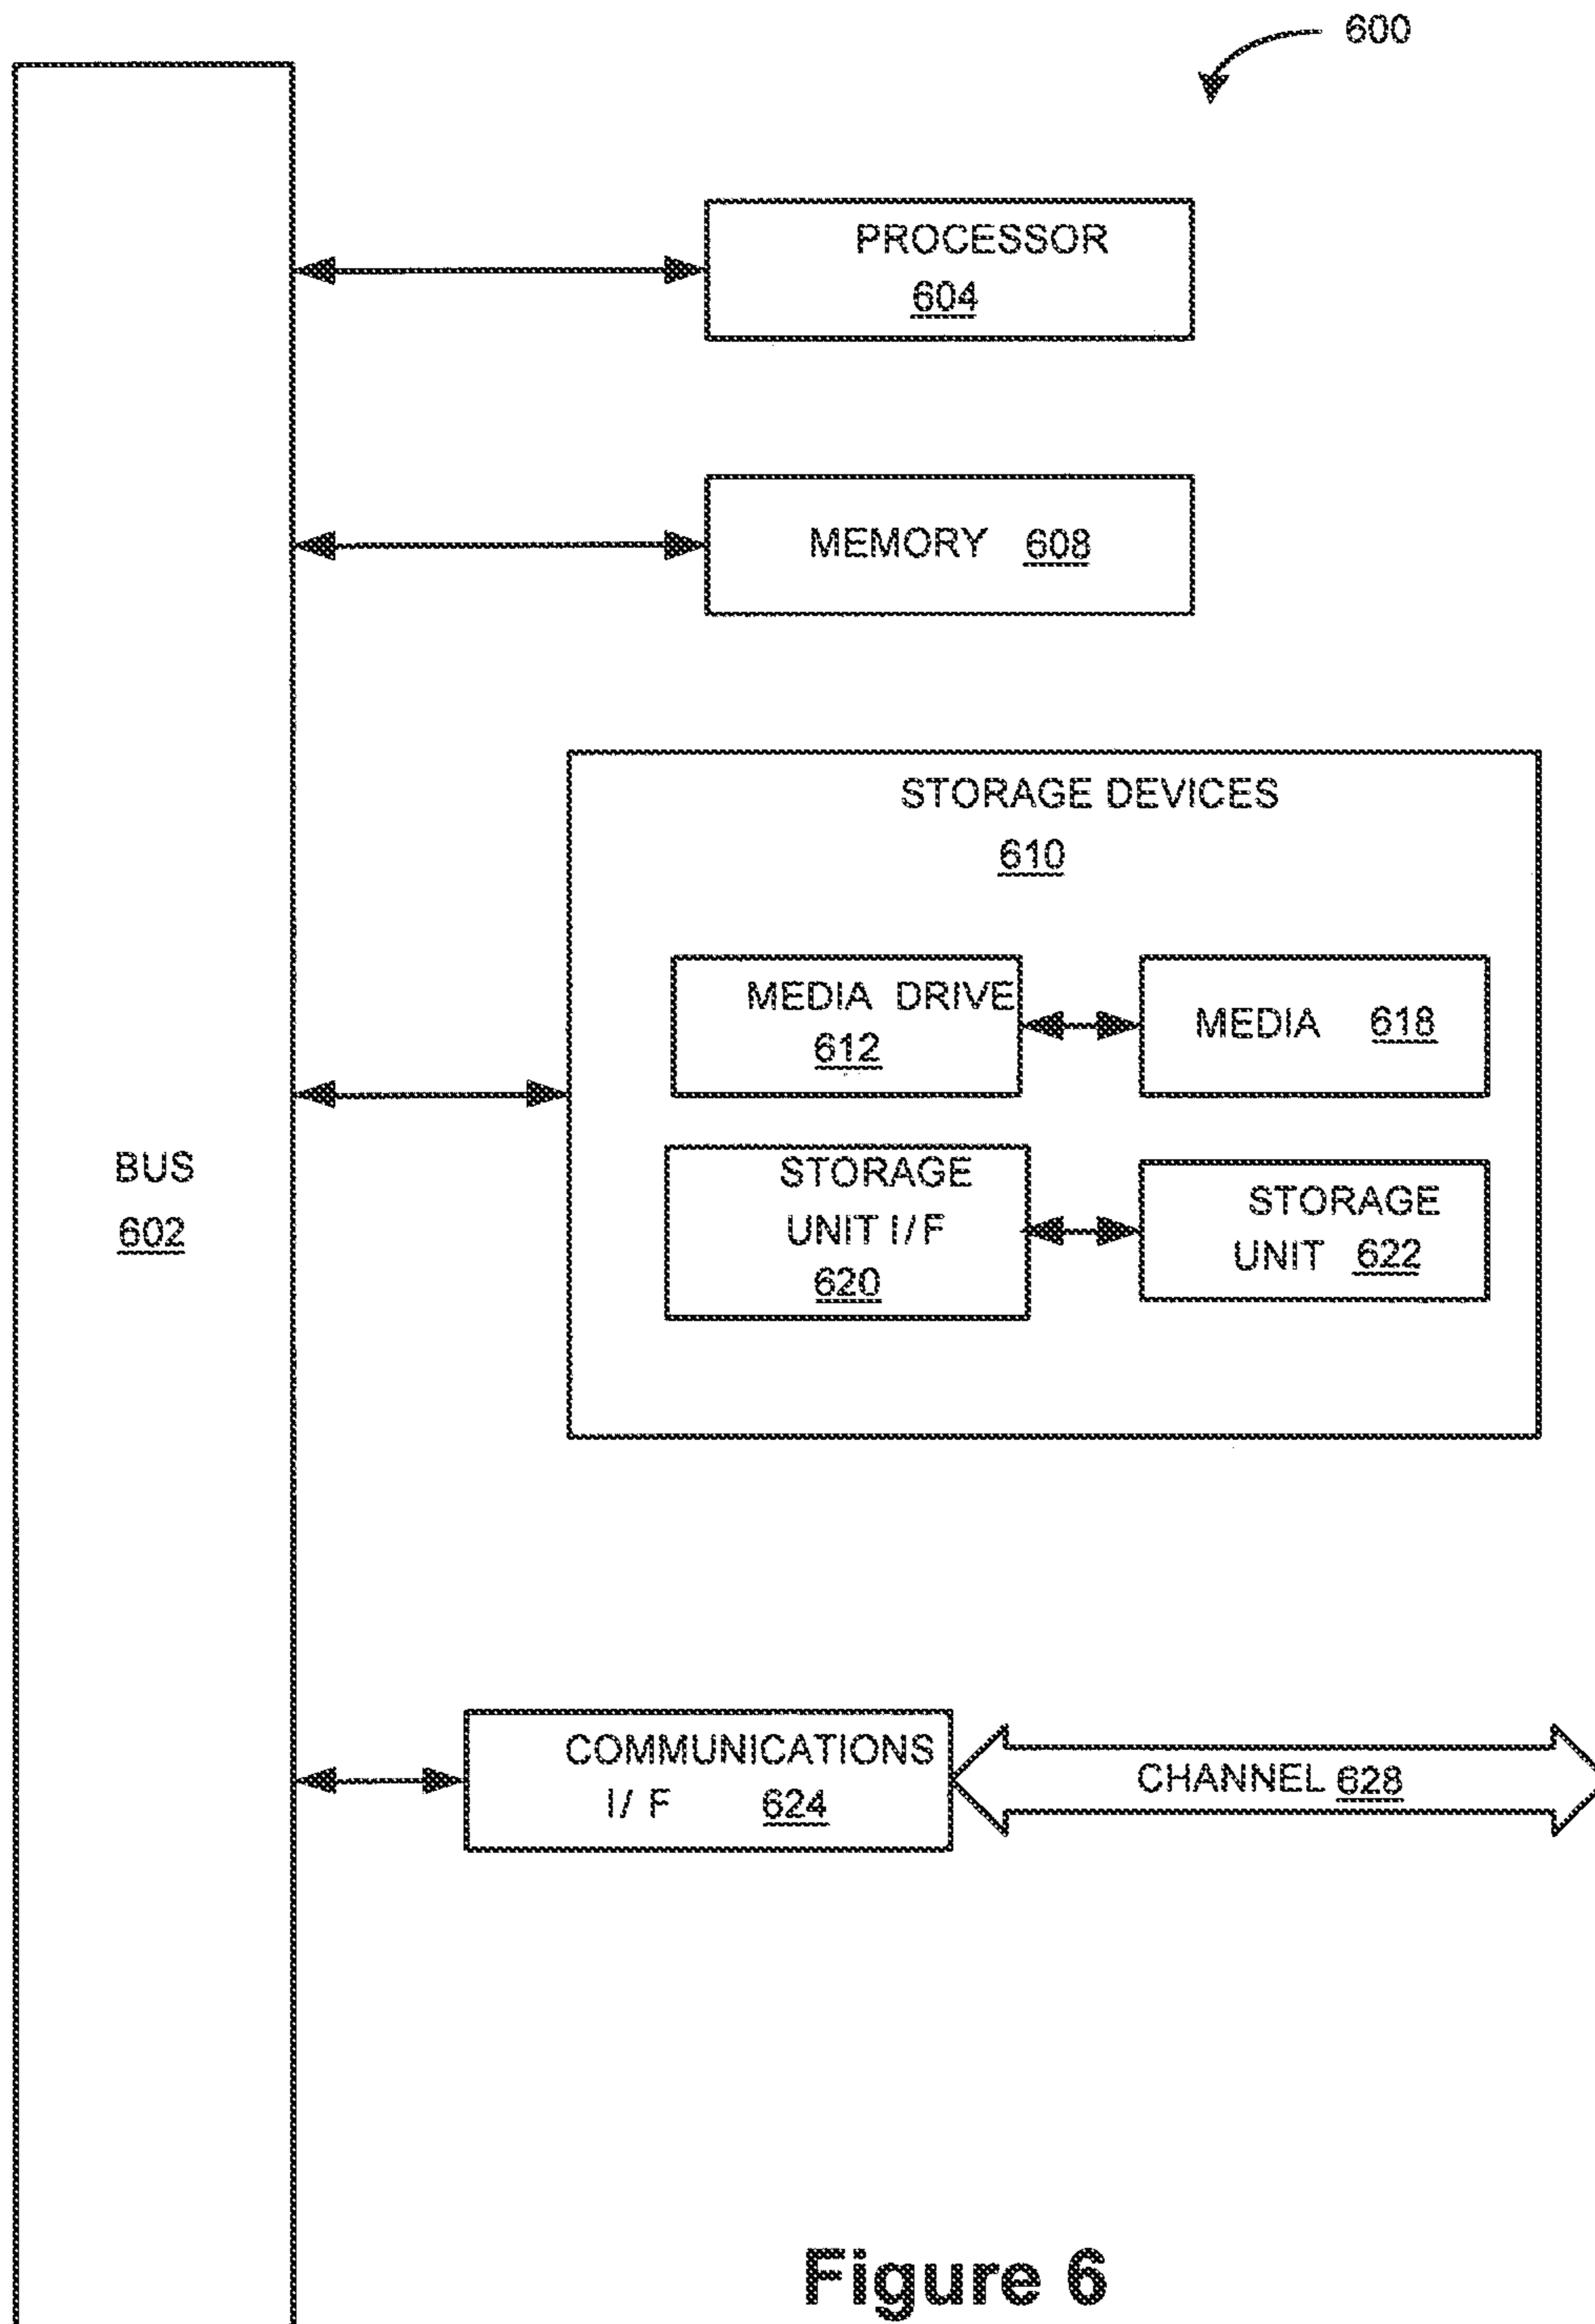 600
PROCESSOR
604
MEMORY 608
STORAGE DEVICES
610
MEDIA DRIVE
612
MEDIA 618
BUS
602
STORAGE
UNIT I/F
620
STORAGE
UNIT 622
COMMUNICATIONS
I/F 624
CHANNEL 628
Figure 6